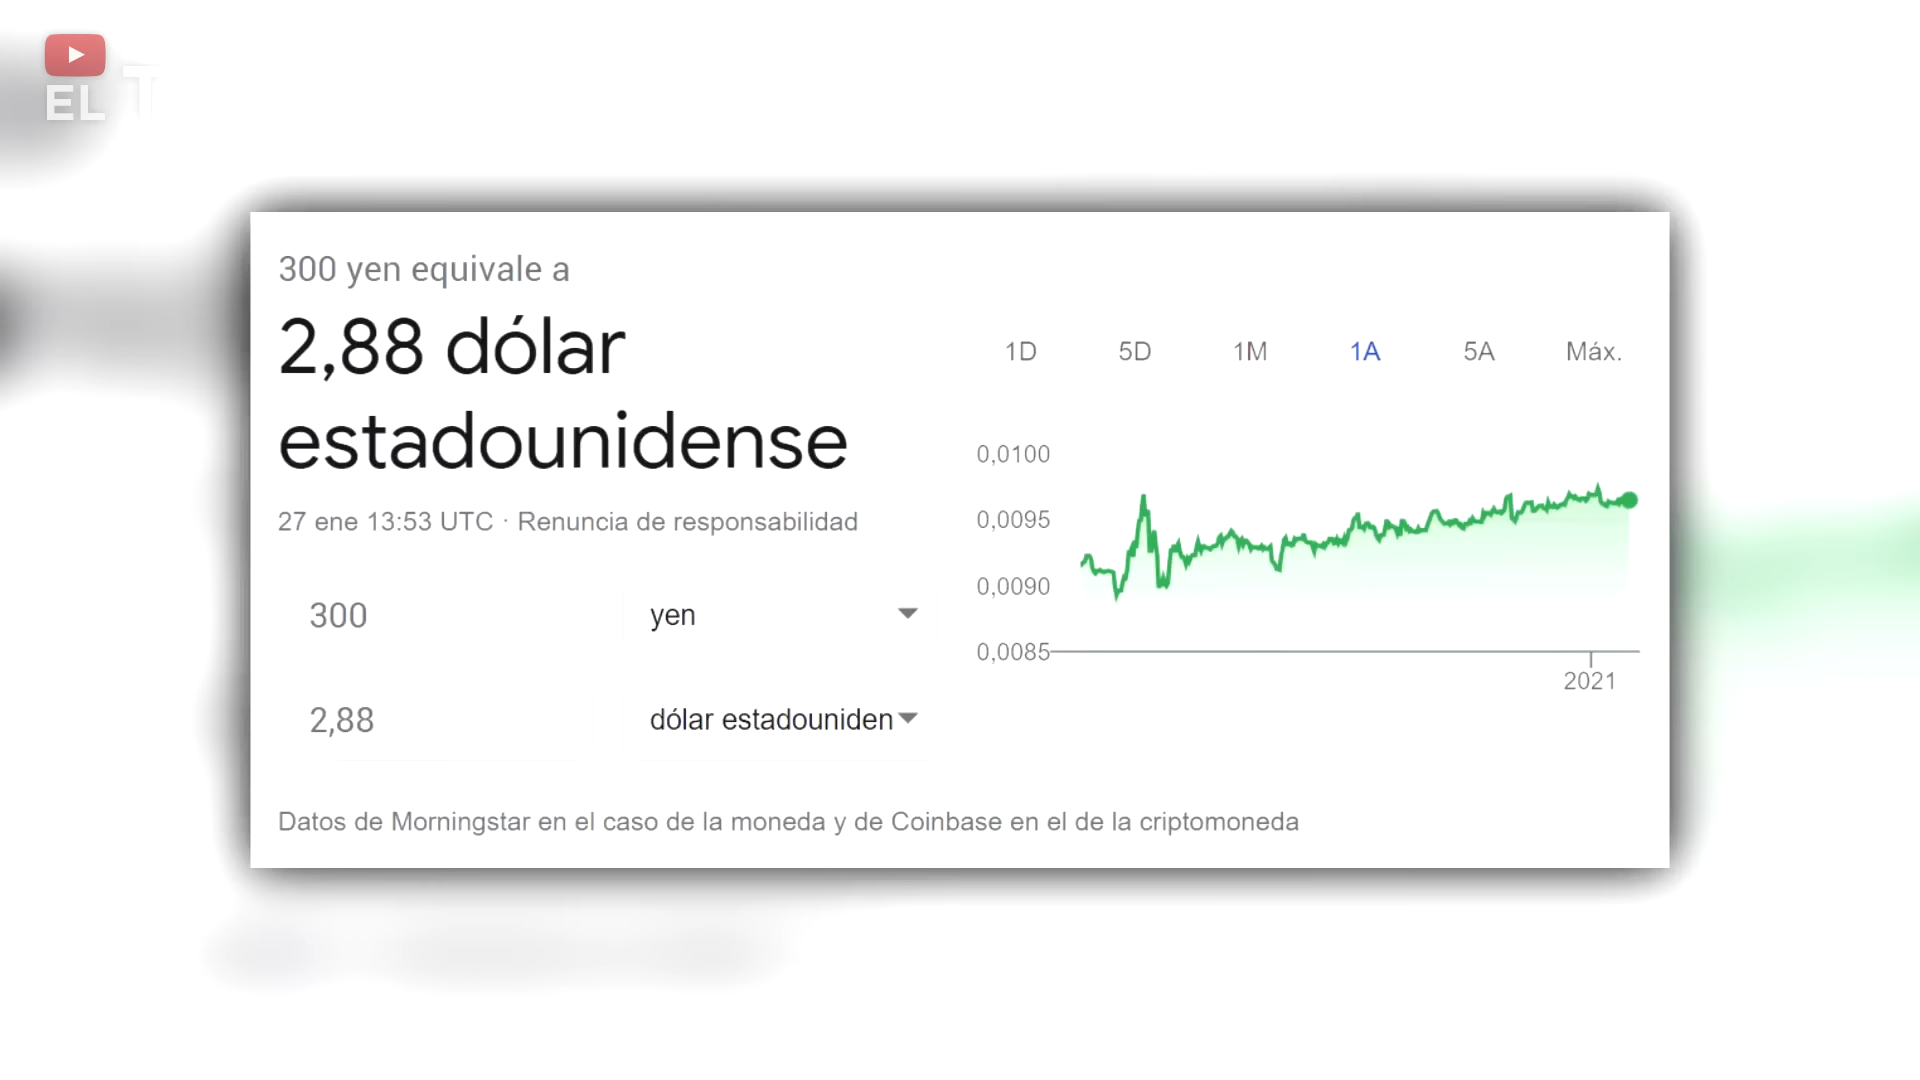 EL T
300 yen equivale a
2,88 dólar
estadounidense
27 ene 13:53 UTC · Renuncia de responsabilidad
300 yen
2,88 dólar estadouniden
1D 5D 1M 1A 5A Máx.
0,0100
0,0095
0,0090
0,0085
2021
Datos de Morningstar en el caso de la moneda y de Coinbase en el de la criptomoneda